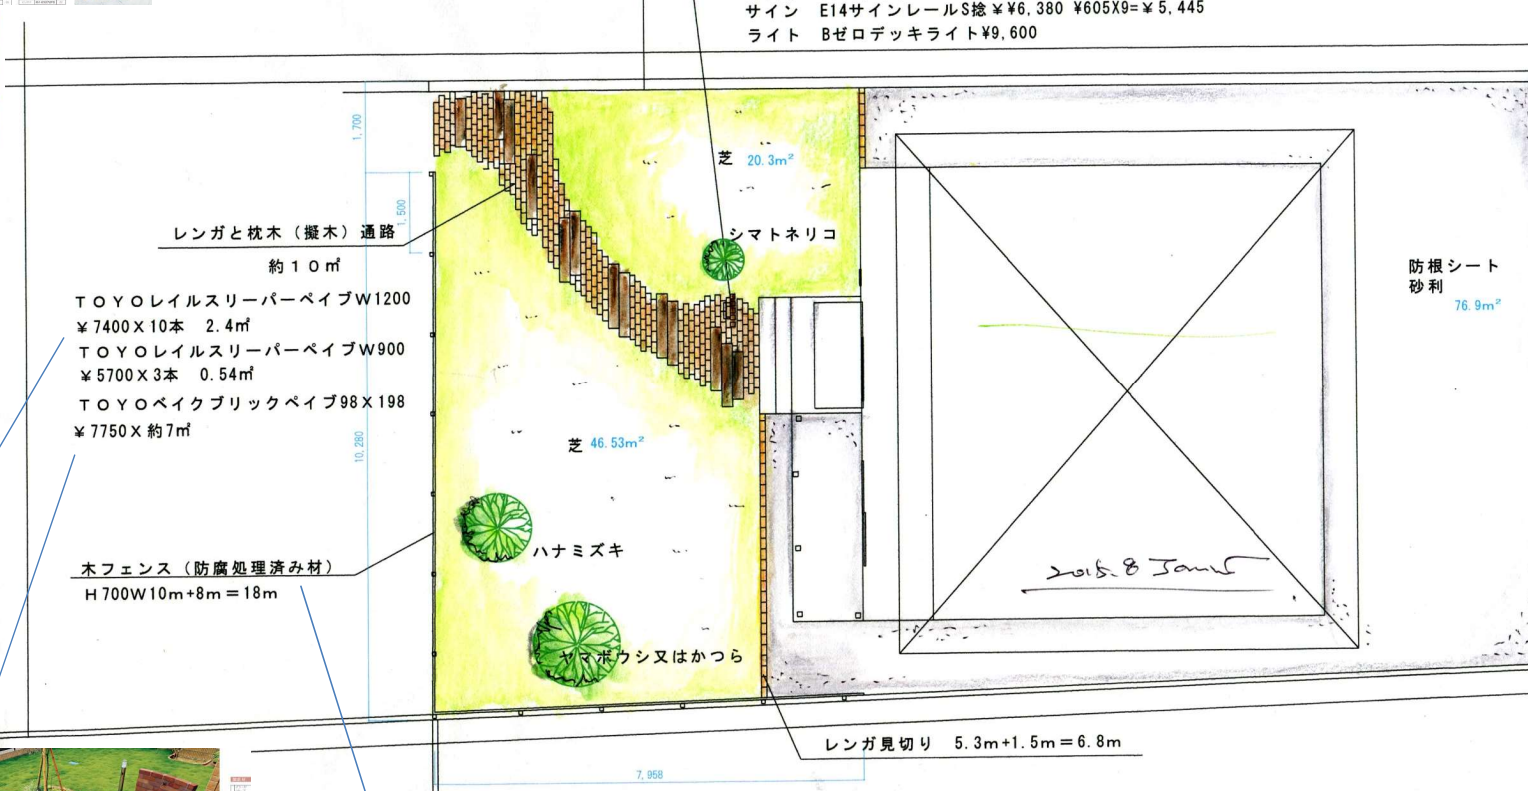 サイン　E14サインレールS捻￥¥6,380 ¥605X9=￥5,445
ライト　Bゼロデッキライト¥9,600
1,700
芝 20.3m²
1,500
シマトネリコ
レンガと枕木（擬木）通路
約１０㎡
ＴＯＹＯレイルスリーパーペイブＷ1200
￥7400Ｘ10本　2.4㎡
ＴＯＹＯレイルスリーパーペイブＷ900
￥5700Ｘ3本　0.54㎡
ＴＯＹＯベイクブリックペイブ98Ｘ198
￥7750Ｘ約7㎡
防根シート
砂利
76.9m²
10,280
芝 46.53m²
ハナミズキ
木フェンス（防腐処理済み材）
Ｈ700Ｗ10m+8m＝18m
ヤマボウシ又はかつら
レンガ見切り　5.3m+1.5m＝6.8m
7,958